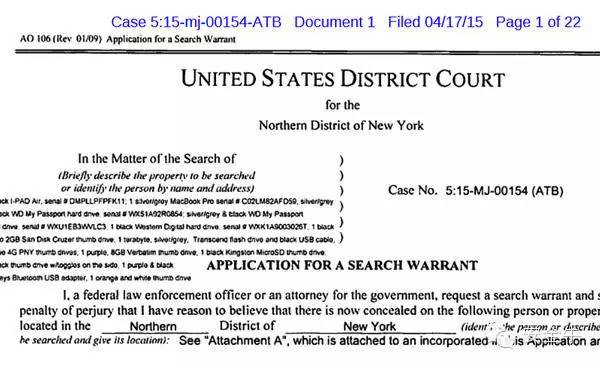 Case 5:15-mj-00154-ATB Document 1 Filed 04/17/15 Page 1 of 22
AO 106 (Rev 01/09) Application for a Search Warrant
UNITED STATES DISTRICT COURT
for the
Northern District of New York
In the Matter of the Search of )
(Briefly describe the property to be searched )
or identify the person by name and address) )
Case No. 5:15-MJ-00154 (ATB)
ck I-PAD Air, serial # DMPLLPFPFK11; 1 silver/grey MacBook Pro serial # C02LM82AFD59, silver/grey
ck WD My Passport hard drive, serial # WX51A92R0854; silver/grey & black WD My Passport )
drive, serial # WXU1EB3WVLC3, 1 black Western Digital hard drive, serial # WXK1A9003026T, 1 black )
o 2GB San Disk Cruzer thumb drive, 1 terabyte, silver/grey, Transcend flash drive and black USB cable, )
o 4G PNY thumb drives, 1 purple, 8GB Verbatim thumb drive, 1 black Kingston MicroSD thumb drive
ck thumb drive w/toggles on the side, 1 purple & black
eys Bluetooth USB adapter, 1 orange and white thumb drive
APPLICATION FOR A SEARCH WARRANT
I, a federal law enforcement officer or an attorney for the government, request a search warrant and s
penalty of perjury that I have reason to believe that there is now concealed on the following person or proper
located in the Northern District of New York (identify the person or describe
be searched and give its location): See "Attachment A", which is attached to an incorporated in this Application an